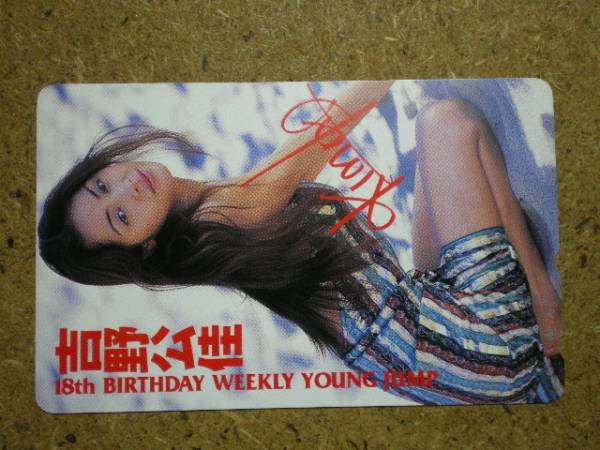 吉野公佳
18th BIRTHDAY WEEKLY YOUNG JUMP